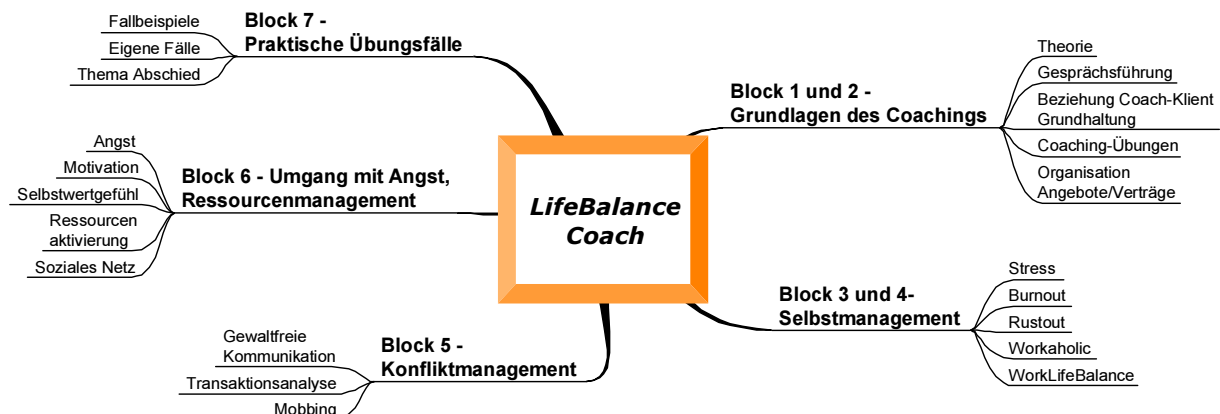 LifeBalance
Coach
Block 1 und 2 -
Grundlagen des Coachings
Theorie
Gesprächsführung
Beziehung Coach-Klient
Grundhaltung
Coaching-Übungen
Organisation
Angebote/Verträge
Block 3 und 4-
Selbstmanagement
Stress
Burnout
Rustout
Workaholic
WorkLifeBalance
Block 5 -
Konfliktmanagement
Gewaltfreie
Kommunikation
Transaktionsanalyse
Mobbing
Block 6 - Umgang mit Angst,
Ressourcenmanagement
Angst
Motivation
Selbstwertgefühl
Ressourcen
aktivierung
Soziales Netz
Block 7 -
Praktische Übungsfälle
Fallbeispiele
Eigene Fälle
Thema Abschied